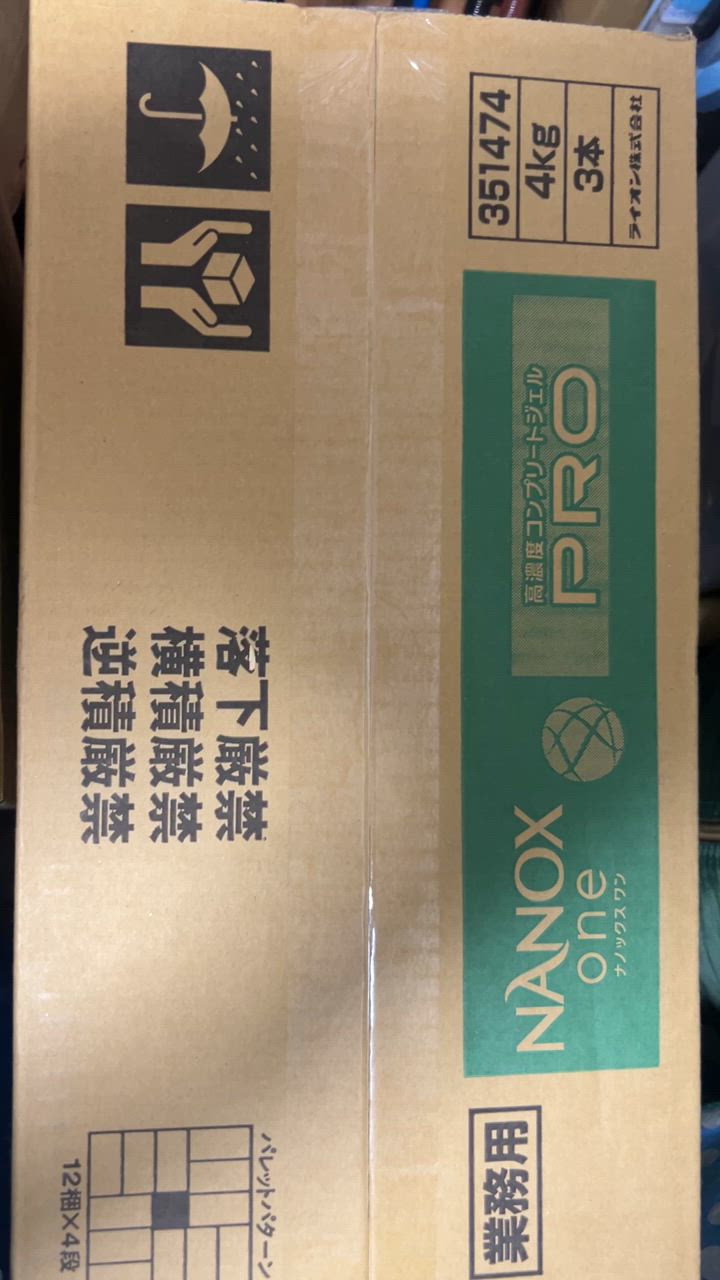 業務用
NANOX
one
ナノックス ワン
高濃度コンプリートジェル
PRO
351474
4kg
3本
ライオン株式会社
落下厳禁
横積厳禁
逆積厳禁
パレットパターン
12梱×4段